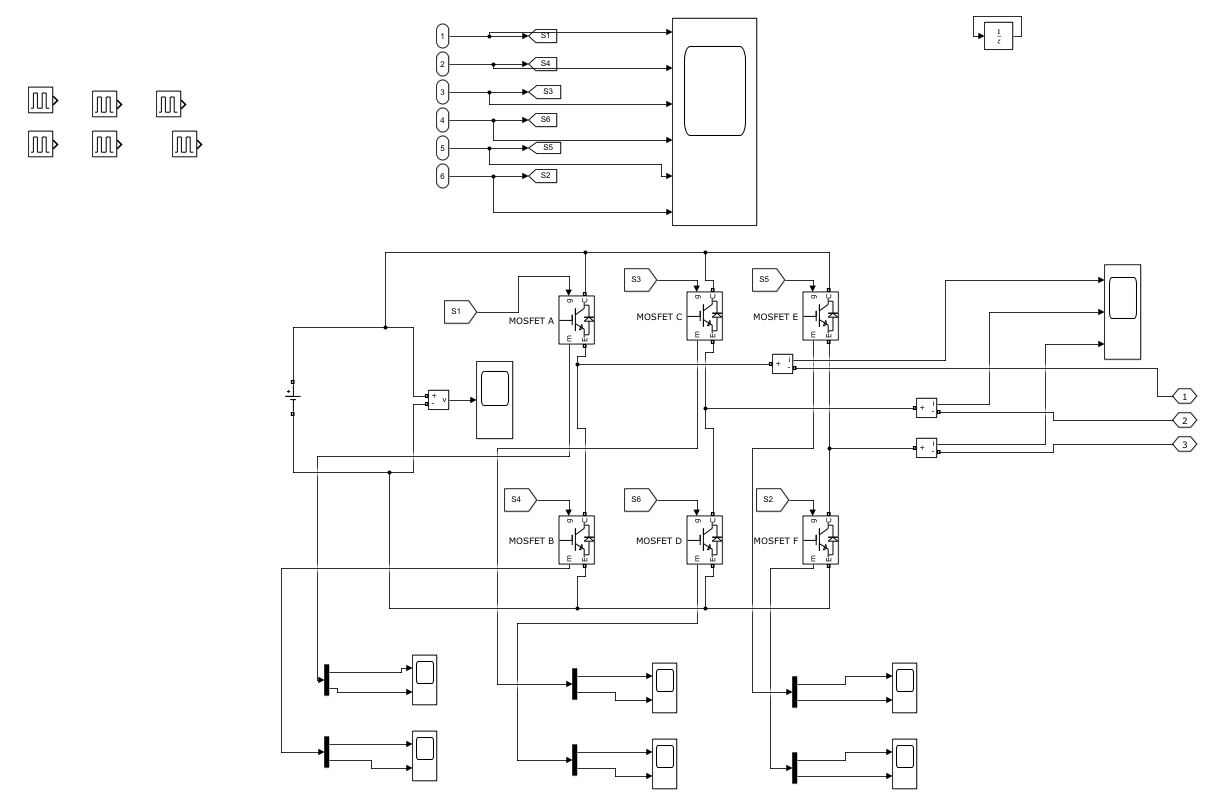 1 S1
2 S4
3 S3
4 S6
5 S5
6 S2
1
z
S1
MOSFET A
g C
m E
S3
MOSFET C
g C
m E
S5
MOSFET E
g C
m E
+
-
v
+ i
-
+ i
-
+ i
-
1
2
3
S4
MOSFET B
g C
m E
S6
MOSFET D
g C
m E
S2
MOSFET F
g C
m E